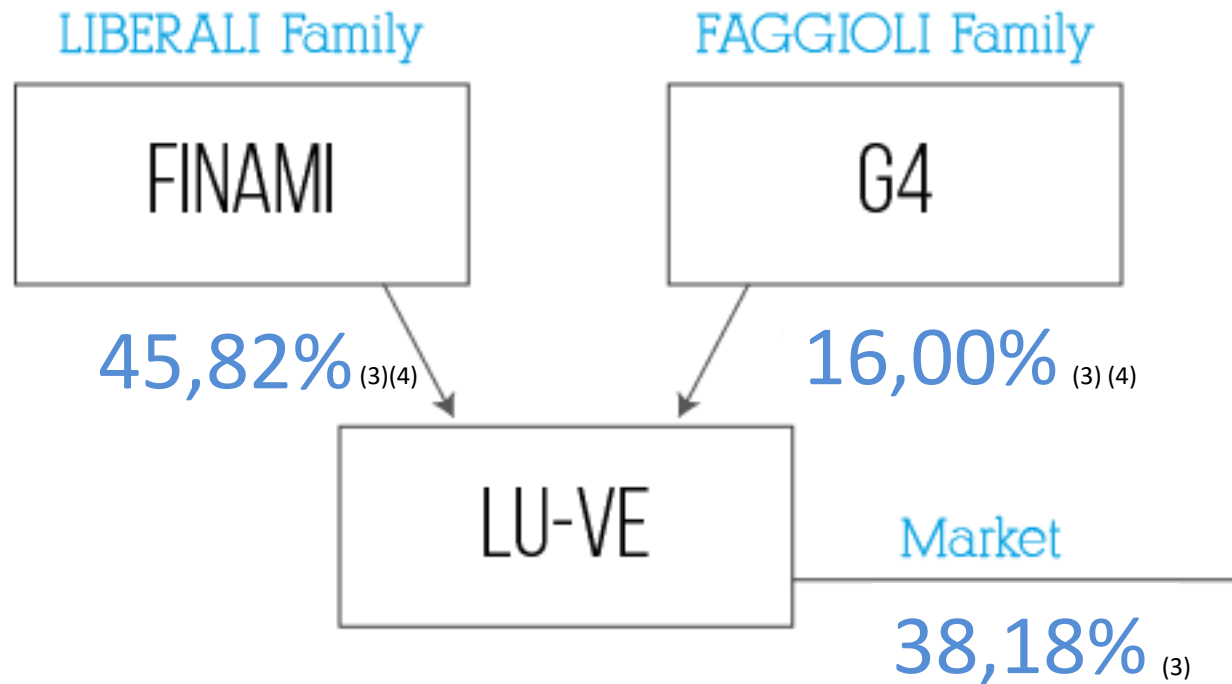 LIBERALI Family
FAGGIOLI Family
FINAMI
G4
45,82% (3)(4)
16,00% (3) (4)
LU-VE
Market
38,18% (3)